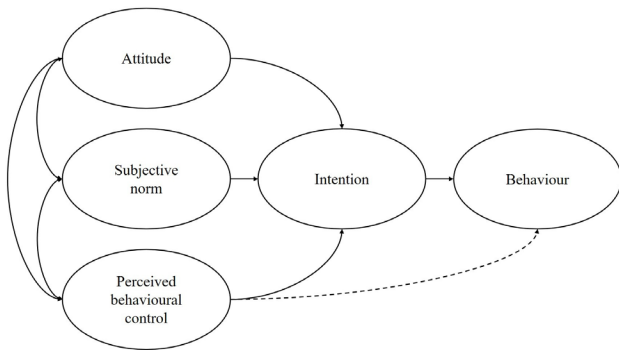 Attitude
Subjective
norm
Intention
Behaviour
Perceived
behavioural
control